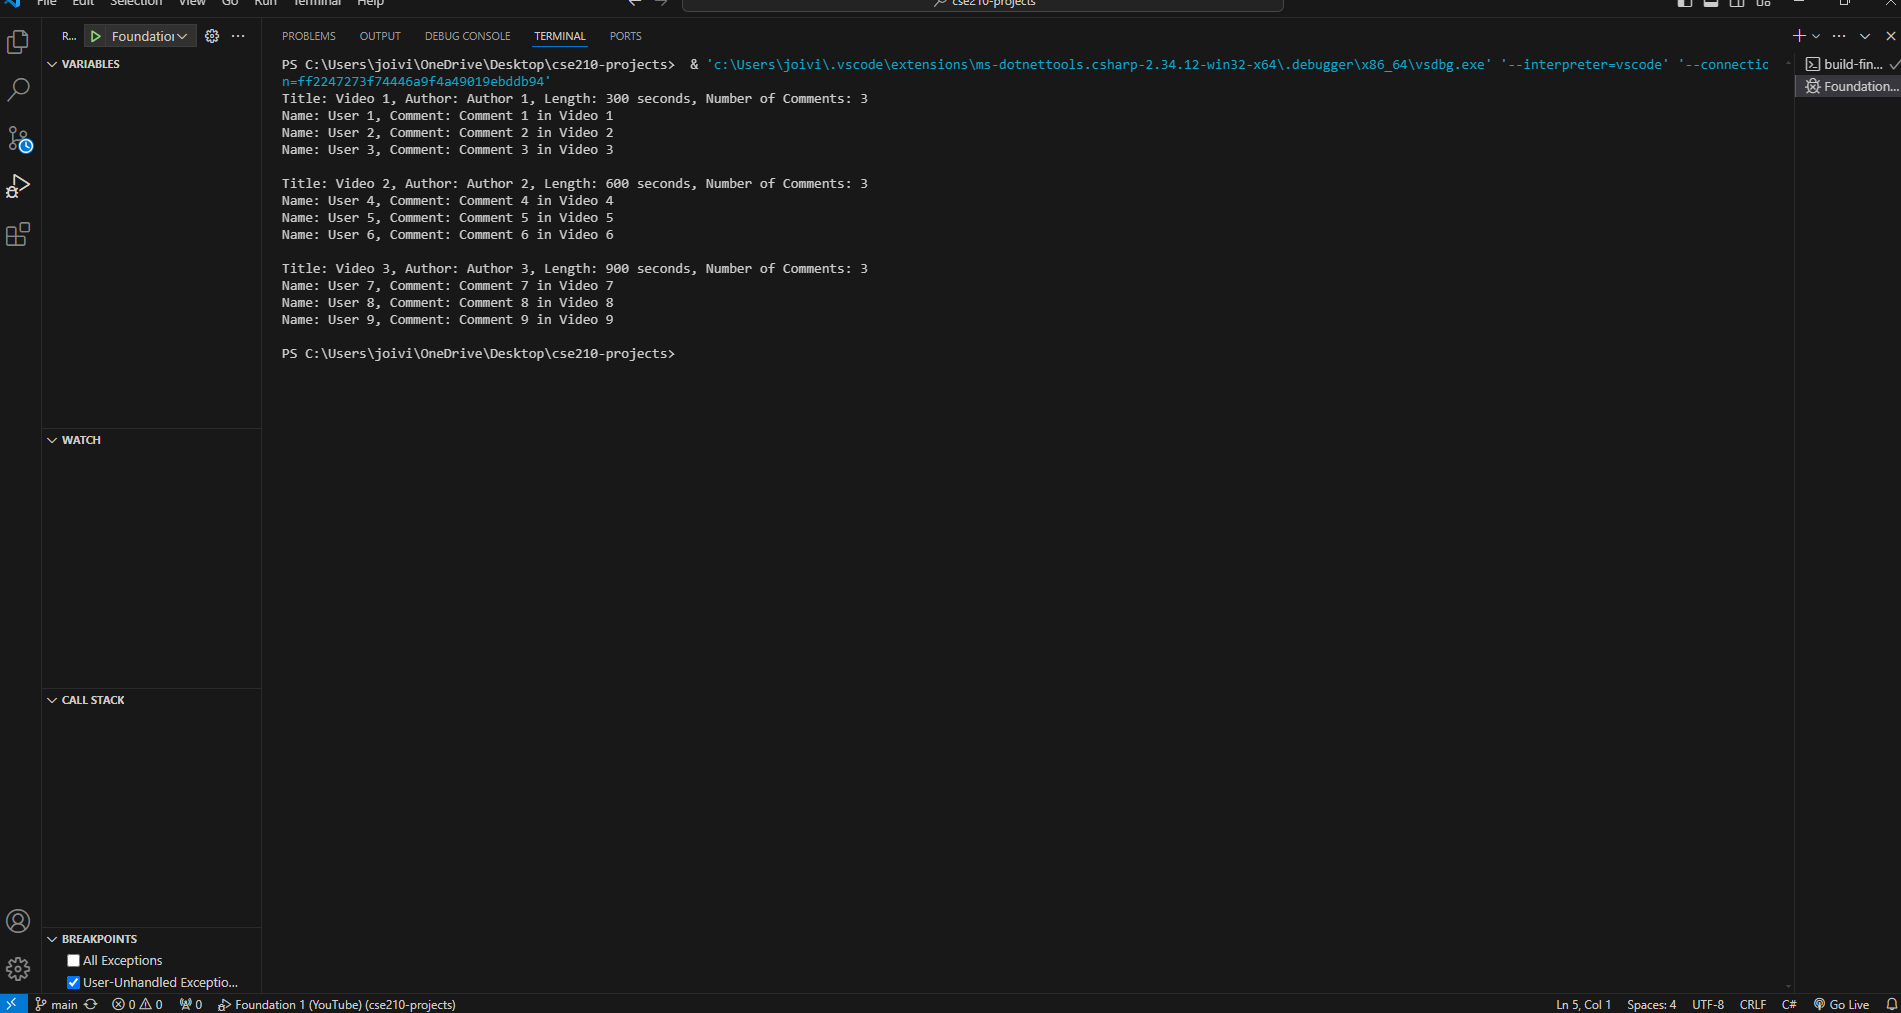 File Edit Selection View Go Run Terminal Help
cse210-projects
R... Foundation
PROBLEMS OUTPUT DEBUG CONSOLE TERMINAL PORTS
VARIABLES
PS C:\Users\joivi\OneDrive\Desktop\cse210-projects> & 'c:\Users\joivi\.vscode\extensions\ms-dotnettools.csharp-2.34.12-win32-x64\.debugger\x86_64\vsdbg.exe' '--interpreter=vscode' '--connectio
n=ff2247273f74446a9f4a49019ebddb94'
build-fin...
Foundation...
Title: Video 1, Author: Author 1, Length: 300 seconds, Number of Comments: 3
Name: User 1, Comment: Comment 1 in Video 1
Name: User 2, Comment: Comment 2 in Video 2
Name: User 3, Comment: Comment 3 in Video 3
Title: Video 2, Author: Author 2, Length: 600 seconds, Number of Comments: 3
Name: User 4, Comment: Comment 4 in Video 4
Name: User 5, Comment: Comment 5 in Video 5
Name: User 6, Comment: Comment 6 in Video 6
Title: Video 3, Author: Author 3, Length: 900 seconds, Number of Comments: 3
Name: User 7, Comment: Comment 7 in Video 7
Name: User 8, Comment: Comment 8 in Video 8
Name: User 9, Comment: Comment 9 in Video 9
PS C:\Users\joivi\OneDrive\Desktop\cse210-projects>
WATCH
CALL STACK
BREAKPOINTS
All Exceptions
User-Unhandled Exceptio...
main 0 0 0 Foundation 1 (YouTube) (cse210-projects)
Ln 5, Col 1 Spaces: 4 UTF-8 CRLF C# Go Live